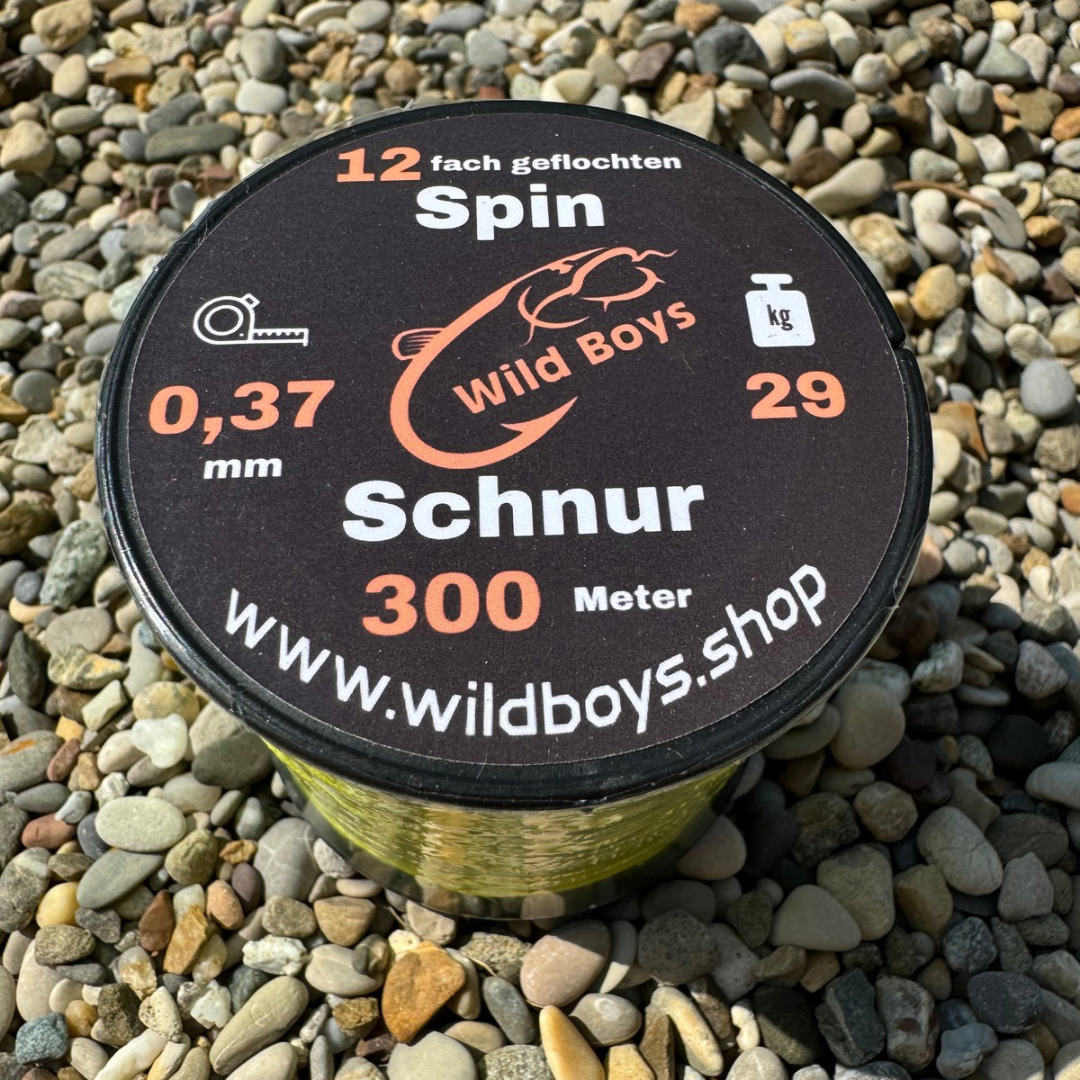 12 fach geflochten
Spin
Wild Boys
kg
0,37
mm
29
Schnur
300 Meter
www.wildboys.shop